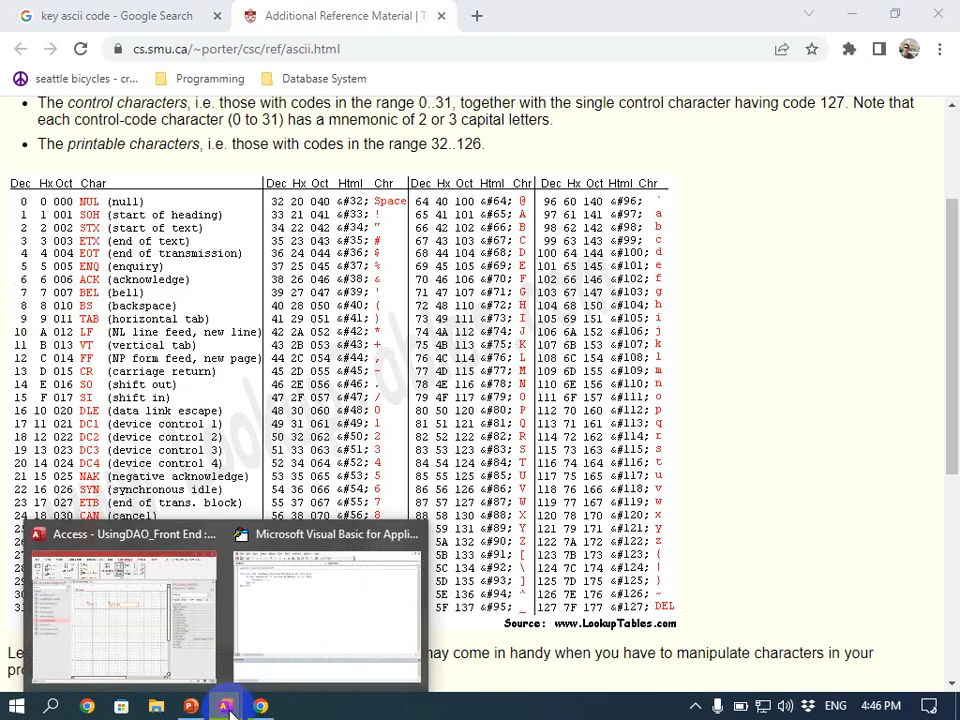 key ascii code - Google Search
Additional Reference Material | T
cs.smu.ca/~porter/csc/ref/ascii.html
seattle bicycles - cr... Programming Database System
The control characters, i.e. those with codes in the range 0..31, together with the single control character having code 127. Note that
each control-code character (0 to 31) has a mnemonic of 2 or 3 capital letters.
The printable characters, i.e. those with codes in the range 32..126.
Dec Hx Oct Char Dec Hx Oct Html Chr Dec Hx Oct Html Chr Dec Hx Oct Html Chr
0 0 000 NUL (null) 32 20 040 &#32; Space 64 40 100 &#64; @ 96 60 140 &#96; `
1 1 001 SOH (start of heading) 33 21 041 &#33; ! 65 41 101 &#65; A 97 61 141 &#97; a
2 2 002 STX (start of text) 34 22 042 &#34; " 66 42 102 &#66; B 98 62 142 &#98; b
3 3 003 ETX (end of text) 35 23 043 &#35; # 67 43 103 &#67; C 99 63 143 &#99; c
4 4 004 EOT (end of transmission) 36 24 044 &#36; $ 68 44 104 &#68; D 100 64 144 &#100; d
5 5 005 ENQ (enquiry) 37 25 045 &#37; % 69 45 105 &#69; E 101 65 145 &#101; e
6 6 006 ACK (acknowledge) 38 26 046 &#38; & 70 46 106 &#70; F 102 66 146 &#102; f
7 7 007 BEL (bell) 39 27 047 &#39; ' 71 47 107 &#71; G 103 67 147 &#103; g
8 8 010 BS (backspace) 40 28 050 &#40; ( 72 48 110 &#72; H 104 68 150 &#104; h
9 9 011 TAB (horizontal tab) 41 29 051 &#41; ) 73 49 111 &#73; I 105 69 151 &#105; i
10 A 012 LF (NL line feed, new line) 42 2A 052 &#42; * 74 4A 112 &#74; J 106 6A 152 &#106; j
11 B 013 VT (vertical tab) 43 2B 053 &#43; + 75 4B 113 &#75; K 107 6B 153 &#107; k
12 C 014 FF (NP form feed, new page) 44 2C 054 &#44; , 76 4C 114 &#76; L 108 6C 154 &#108; l
13 D 015 CR (carriage return) 45 2D 055 &#45; - 77 4D 115 &#77; M 109 6D 155 &#109; m
14 E 016 SO (shift out) 46 2E 056 &#46; . 78 4E 116 &#78; N 110 6E 156 &#110; n
15 F 017 SI (shift in) 47 2F 057 &#47; / 79 4F 117 &#79; O 111 6F 157 &#111; o
16 10 020 DLE (data link escape) 48 30 060 &#48; 0 80 50 120 &#80; P 112 70 160 &#112; p
17 11 021 DC1 (device control 1) 49 31 061 &#49; 1 81 51 121 &#81; Q 113 71 161 &#113; q
18 12 022 DC2 (device control 2) 50 32 062 &#50; 2 82 52 122 &#82; R 114 72 162 &#114; r
19 13 023 DC3 (device control 3) 51 33 063 &#51; 3 83 53 123 &#83; S 115 73 163 &#115; s
20 14 024 DC4 (device control 4) 52 34 064 &#52; 4 84 54 124 &#84; T 116 74 164 &#116; t
21 15 025 NAK (negative acknowledge) 53 35 065 &#53; 5 85 55 125 &#85; U 117 75 165 &#117; u
22 16 026 SYN (synchronous idle) 54 36 066 &#54; 6 86 56 126 &#86; V 118 76 166 &#118; v
23 17 027 ETB (end of trans. block) 55 37 067 &#55; 7 87 57 127 &#87; W 119 77 167 &#119; w
24 18 030 CAN (cancel) 56 38 070 &#56; 8 88 58 130 &#88; X 120 78 170 &#120; x
5A 132 &#90; Z 122 7A 172 &#122; z
5B 133 &#91; [ 123 7B 173 &#123; {
5C 134 &#92; \ 124 7C 174 &#124; |
5D 135 &#93; ] 125 7D 175 &#125; }
5E 136 &#94; ^ 126 7E 176 &#126; ~
5F 137 &#95; _ 127 7F 177 &#127; DEL
Source: www.LookupTables.com
Access - UsingDAO_Front End :...
Microsoft Visual Basic for Appli...
may come in handy when you have to manipulate characters in your
ENG 4:46 PM